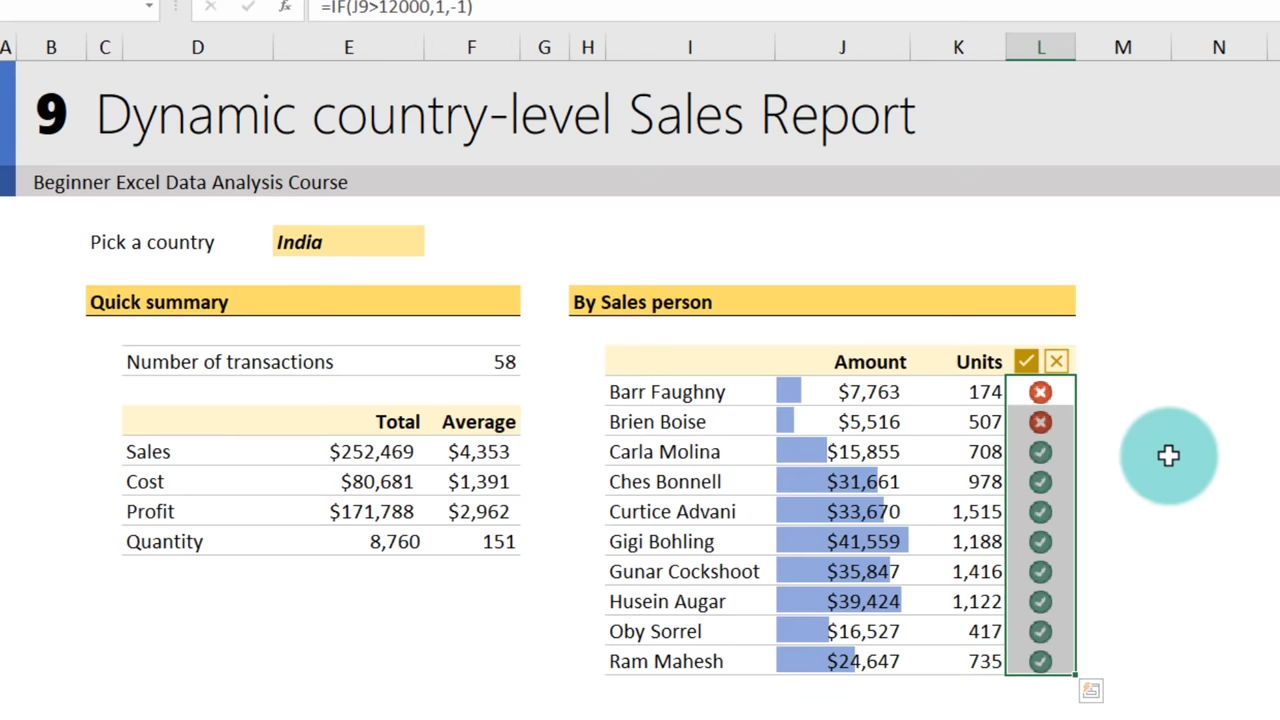 =IF(J9>12000,1,-1)
A B C D E F G H I J K L M N
9 Dynamic country-level Sales Report
Beginner Excel Data Analysis Course
Pick a country India
Quick summary By Sales person
Number of transactions 58 Amount Units
Barr Faughny $7,763 174
Total Average Brien Boise $5,516 507
Sales $252,469 $4,353 Carla Molina $15,855 708
Cost $80,681 $1,391 Ches Bonnell $31,661 978
Profit $171,788 $2,962 Curtice Advani $33,670 1,515
Quantity 8,760 151 Gigi Bohling $41,559 1,188
Gunar Cockshoot $35,847 1,416
Husein Augar $39,424 1,122
Oby Sorrel $16,527 417
Ram Mahesh $24,647 735